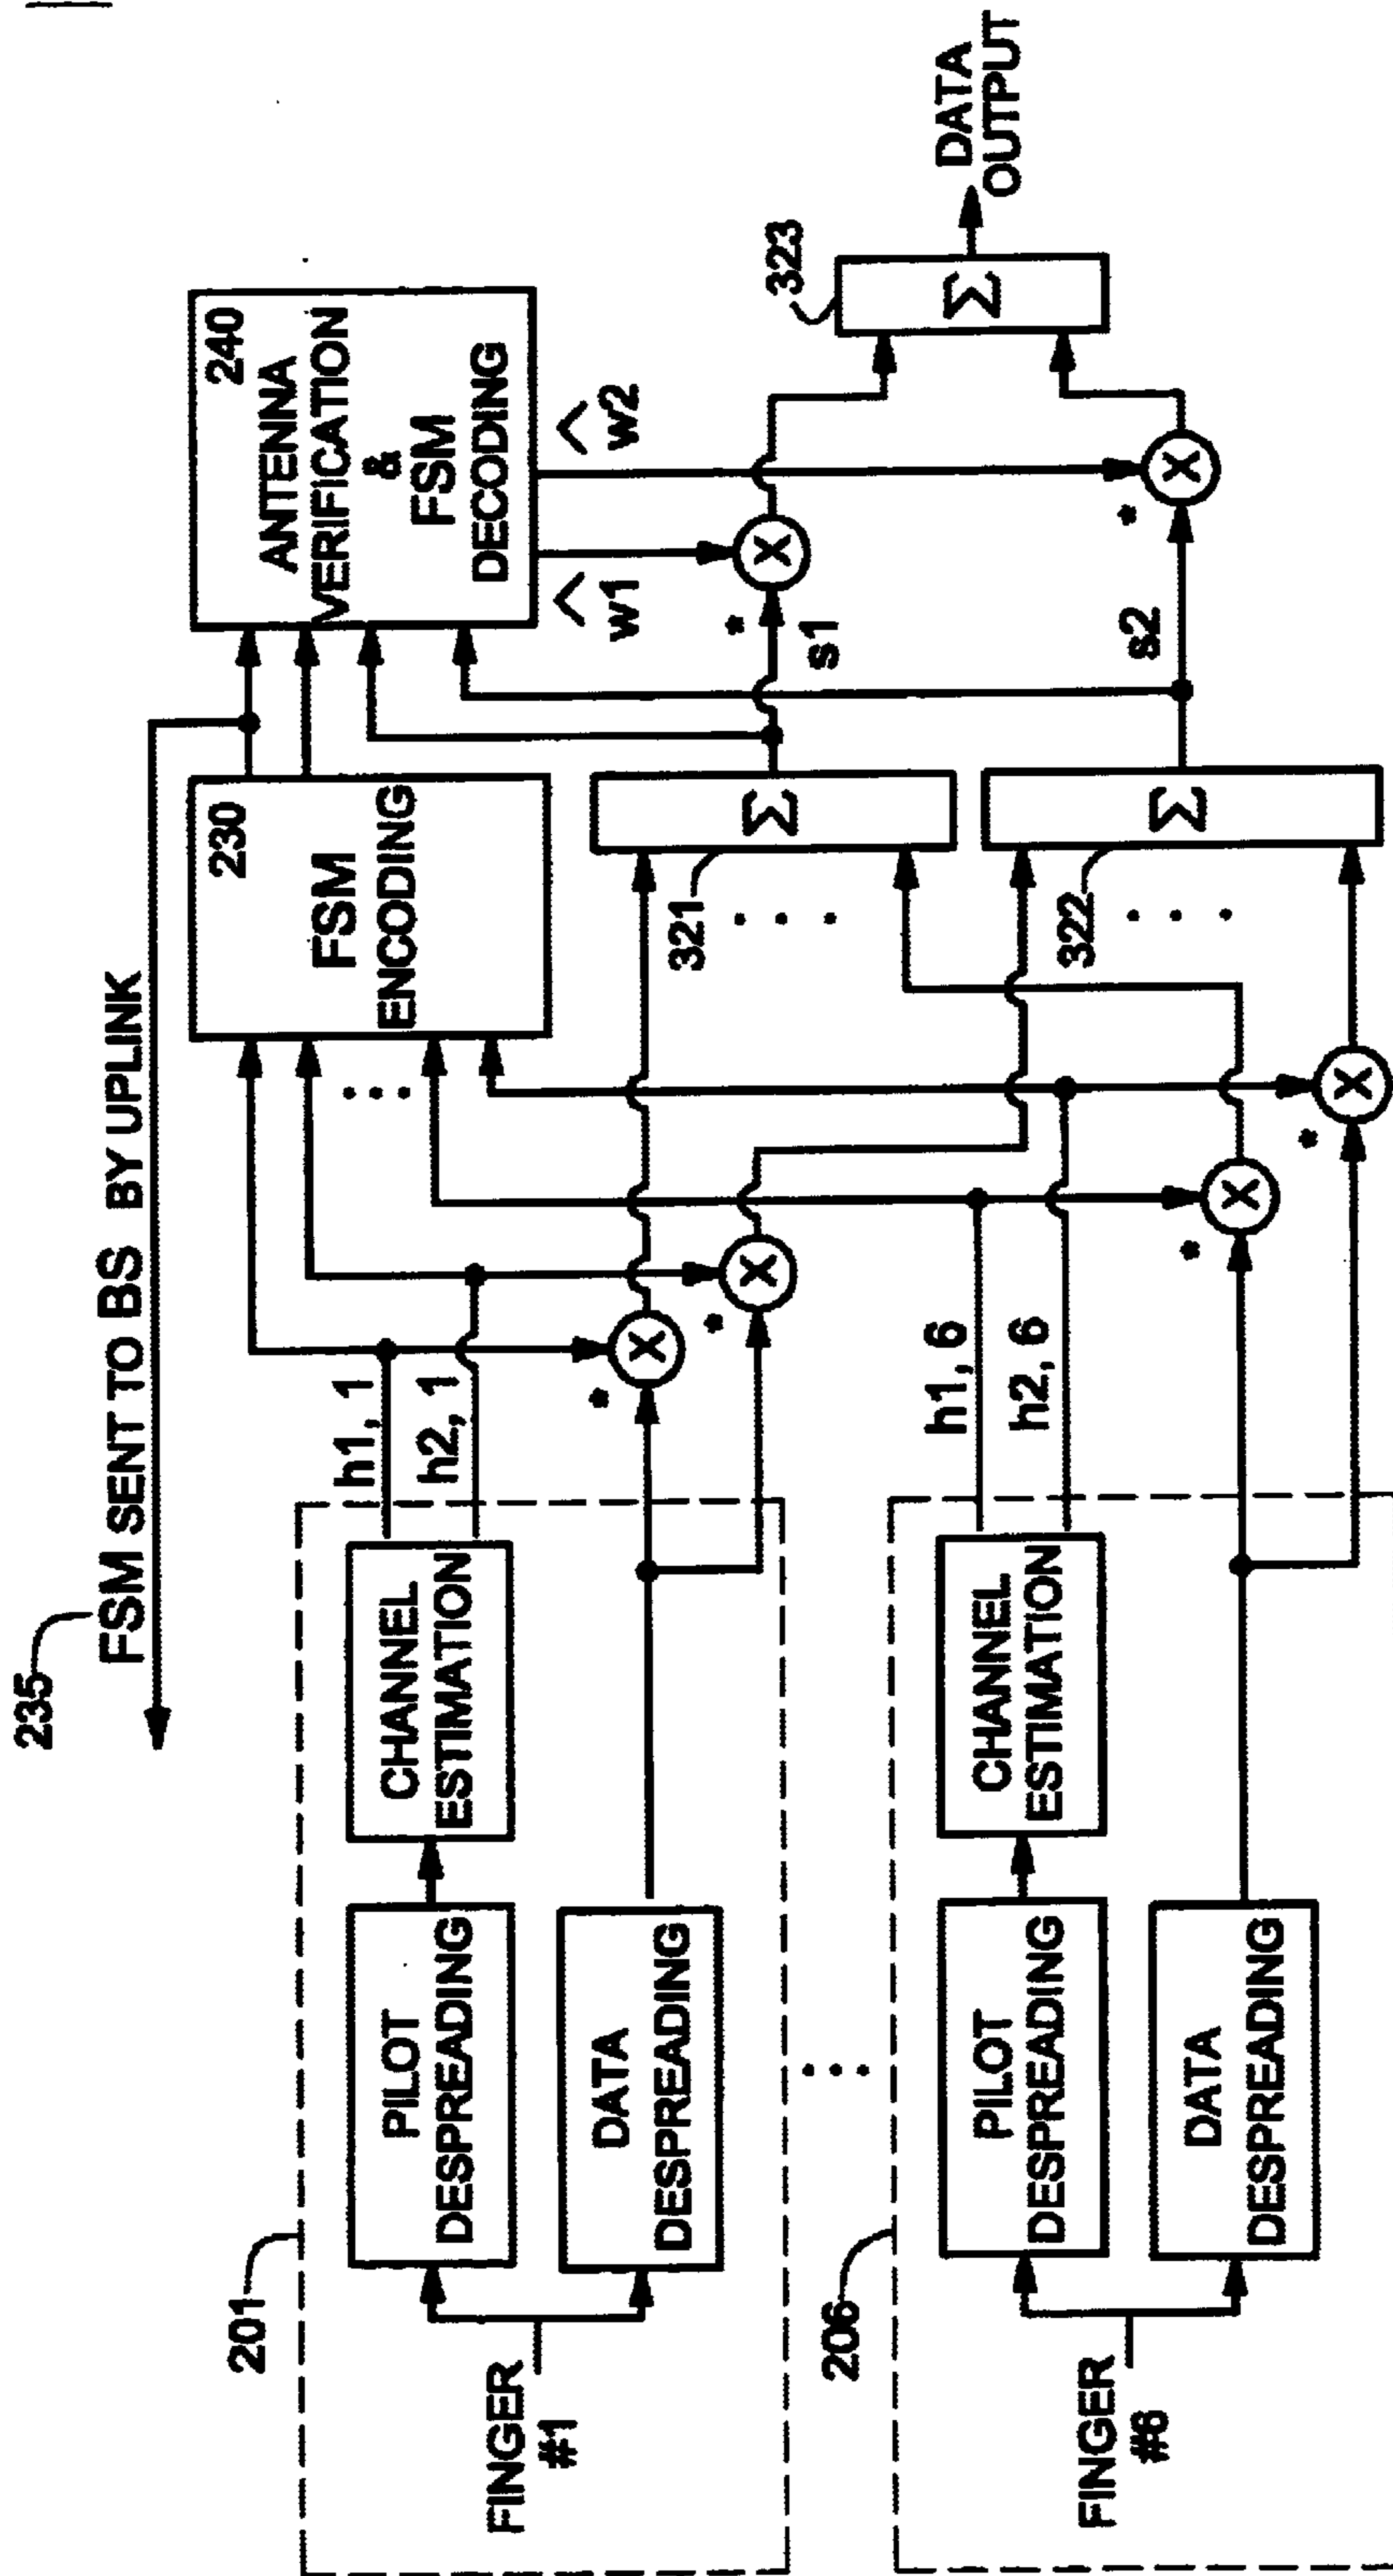 235
FSM SENT TO BS BY UPLINK
201
FINGER
#1
PILOT
DESPREADING
CHANNEL
ESTIMATION
DATA
DESPREADING
h1, 1
h2, 1
*
X
*
X
230
FSM
ENCODING
240
ANTENNA
VERIFICATION
&
FSM
DECODING
^
w1
^
w2
321
Σ
s1
*
X
323
Σ
DATA
OUTPUT
206
FINGER
#6
PILOT
DESPREADING
CHANNEL
ESTIMATION
DATA
DESPREADING
h1, 6
h2, 6
*
X
*
X
322
Σ
s2
*
X